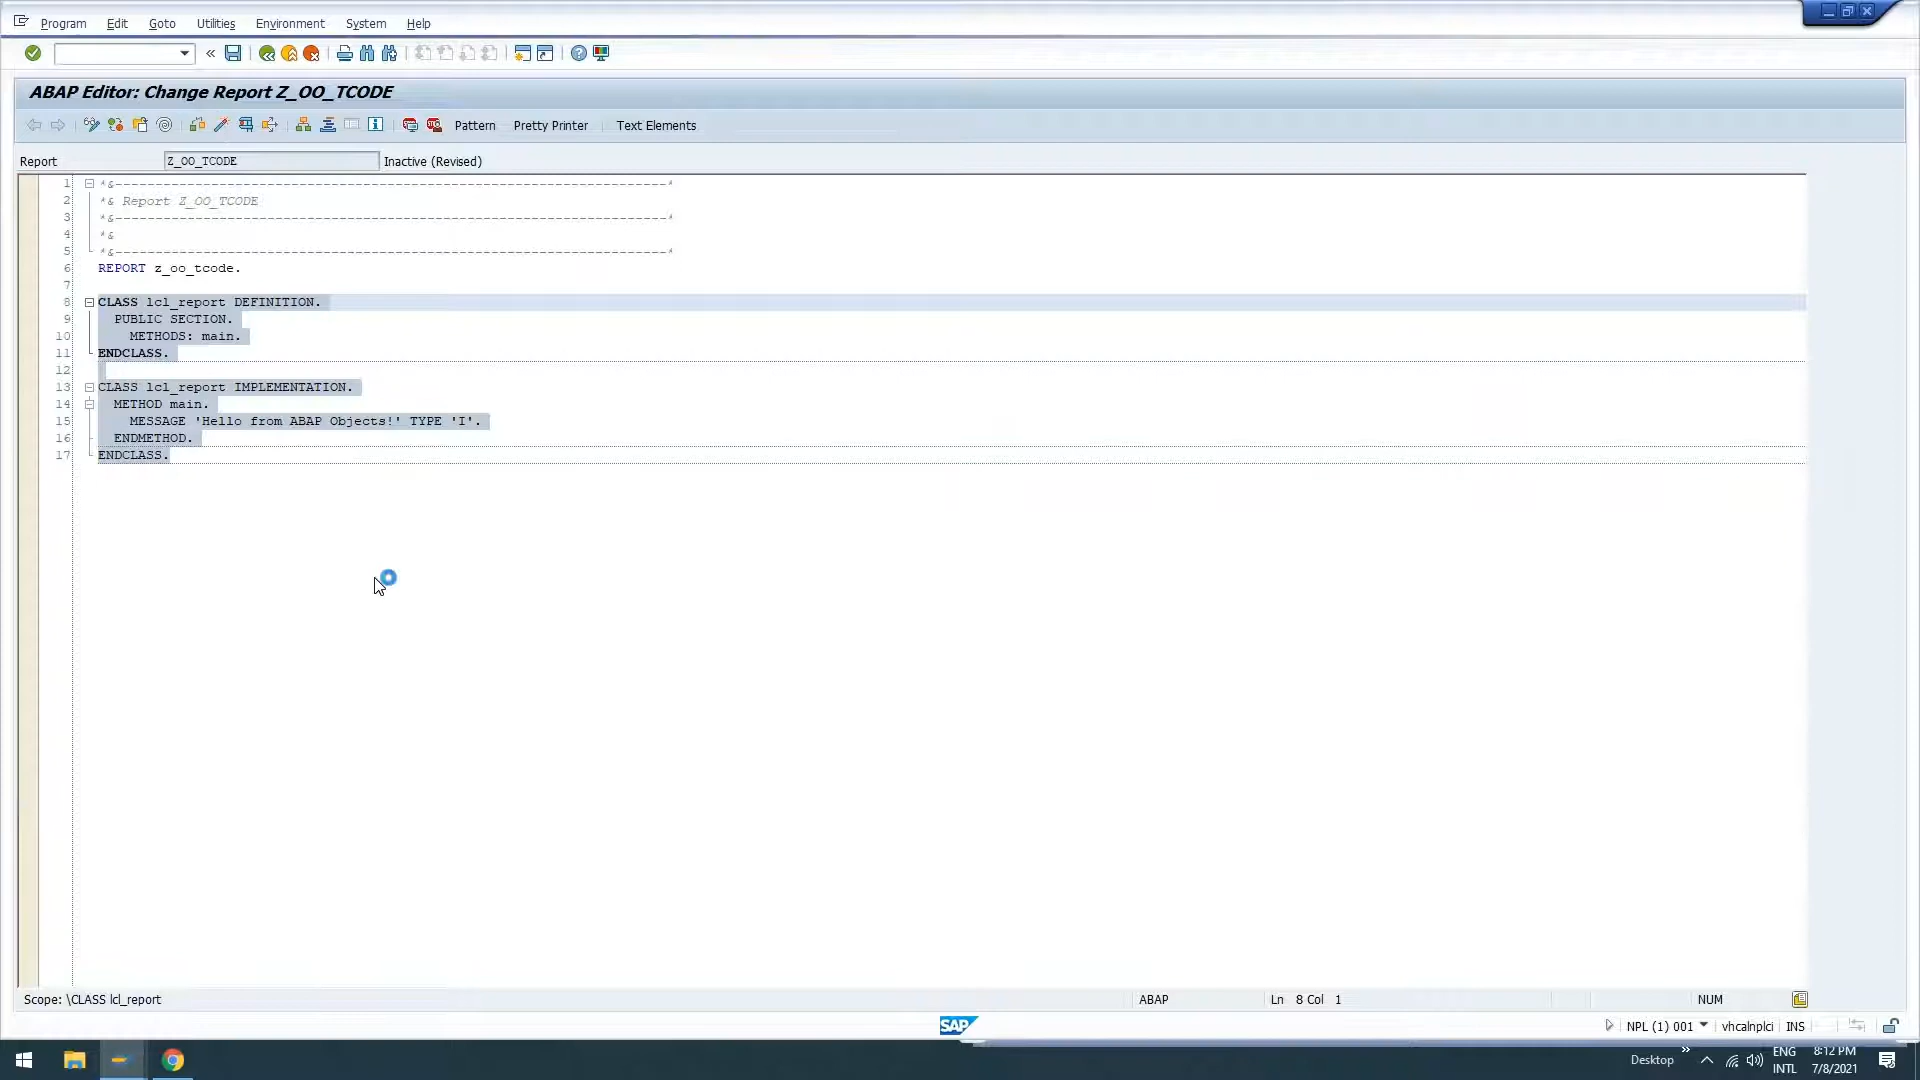 Program Edit Goto Utilities Environment System Help
«
ABAP Editor: Change Report Z_OO_TCODE
Pattern Pretty Printer Text Elements
Report Z_OO_TCODE Inactive (Revised)
1 *&---------------------------------------------------------------------*
2 *& Report Z_OO_TCODE
3 *&---------------------------------------------------------------------*
4 *&
5 *&---------------------------------------------------------------------*
6 REPORT z_oo_tcode.
7
8 CLASS lcl_report DEFINITION.
9 PUBLIC SECTION.
10 METHODS: main.
11 ENDCLASS.
12
13 CLASS lcl_report IMPLEMENTATION.
14 METHOD main.
15 MESSAGE 'Hello from ABAP Objects!' TYPE 'I'.
16 ENDMETHOD.
17 ENDCLASS.
Scope: \CLASS lcl_report ABAP Ln 8 Col 1 NUM
SAP NPL (1) 001 vhcalnplci INS
Desktop » ENG 8:12 PM
INTL 7/8/2021